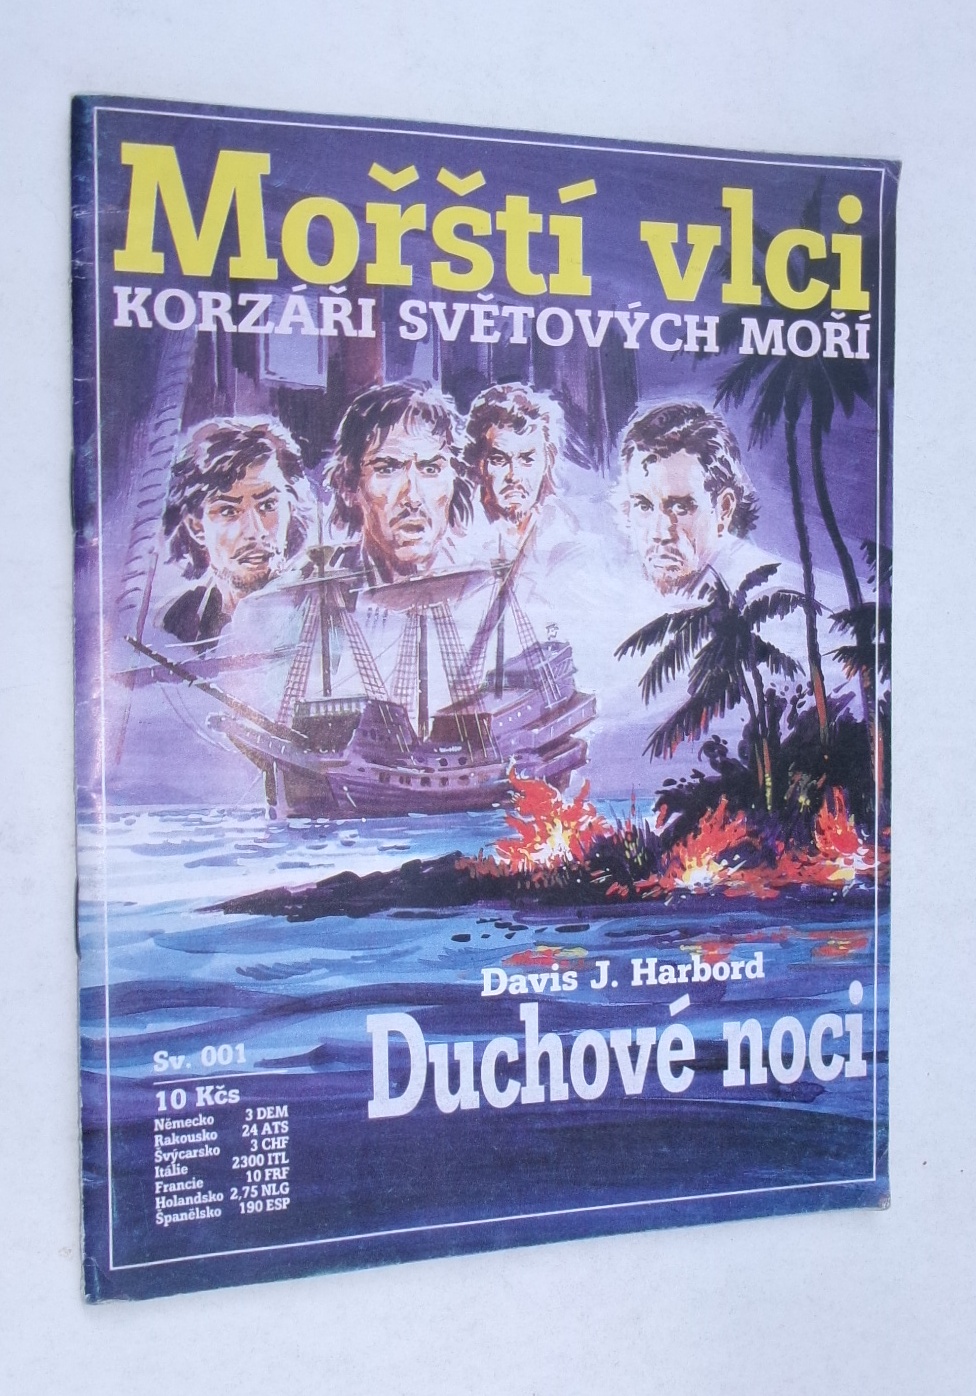 Mořští vlci
KORZÁŘI SVĚTOVÝCH MOŘÍ
Davis J. Harbord
Duchové noci
Sv. 001
10 Kčs
Německo 3 DEM
Rakousko 24 ATS
Švýcarsko 3 CHF
Itálie 2300 ITL
Francie 10 FRF
Holandsko 2,75 NLG
Španělsko 190 ESP